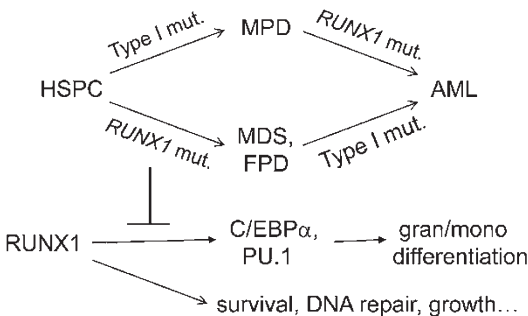 Type I mut.
MPD
RUNX1 mut.
HSPC
AML
RUNX1 mut.
MDS,
FPD
Type I mut.
RUNX1
C/EBPα,
PU.1
gran/mono
differentiation
survival, DNA repair, growth...